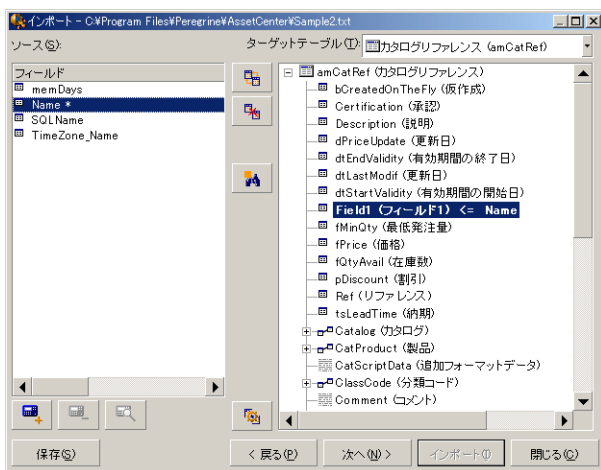 インポート - C:¥Program Files¥Peregrine¥AssetCenter¥Sample2.txt
ソース(S):
ターゲットテーブル(T): カタログリファレンス (amCatRef)
フィールド
memDays
Name *
SQLName
TimeZone_Name
amCatRef (カタログリファレンス)
bCreatedOnTheFly (仮作成)
Certification (承認)
Description (説明)
dPriceUpdate (更新日)
dtEndValidity (有効期間の終了日)
dtLastModif (更新日)
dtStartValidity (有効期間の開始日)
Field1 (フィールド1) <= Name
fMinQty (最低発注量)
fPrice (価格)
fQtyAvail (在庫数)
pDiscount (割引)
Ref (リファレンス)
tsLeadTime (納期)
Catalog (カタログ)
CatProduct (製品)
CatScriptData (追加フォーマットデータ)
ClassCode (分類コード)
Comment (コメント)
保存(S)
< 戻る(P)
次へ(N) >
インポート(I)
閉じる(C)